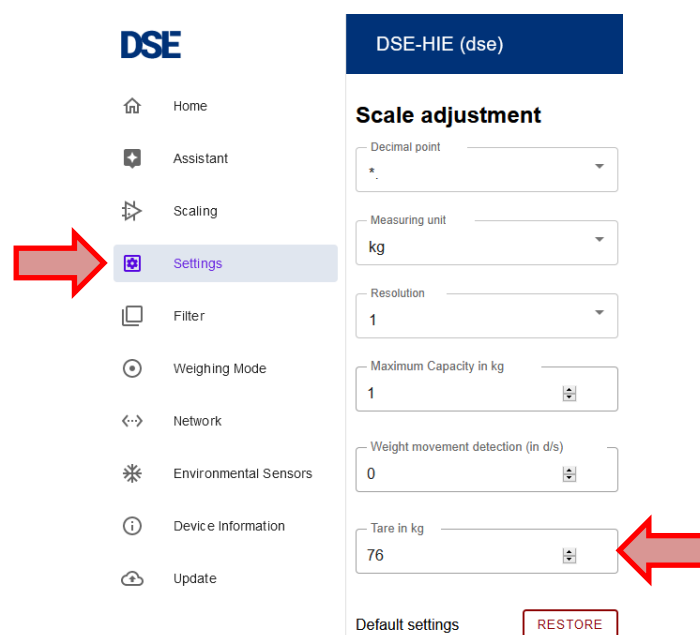 DSE
DSE-HIE (dse)
Home
Assistant
Scaling
Settings
Filter
Weighing Mode
Network
Environmental Sensors
Device Information
Update
Scale adjustment
Decimal point
*.
Measuring unit
kg
Resolution
1
Maximum Capacity in kg
1
Weight movement detection (in d/s)
0
Tare in kg
76
Default settings
RESTORE